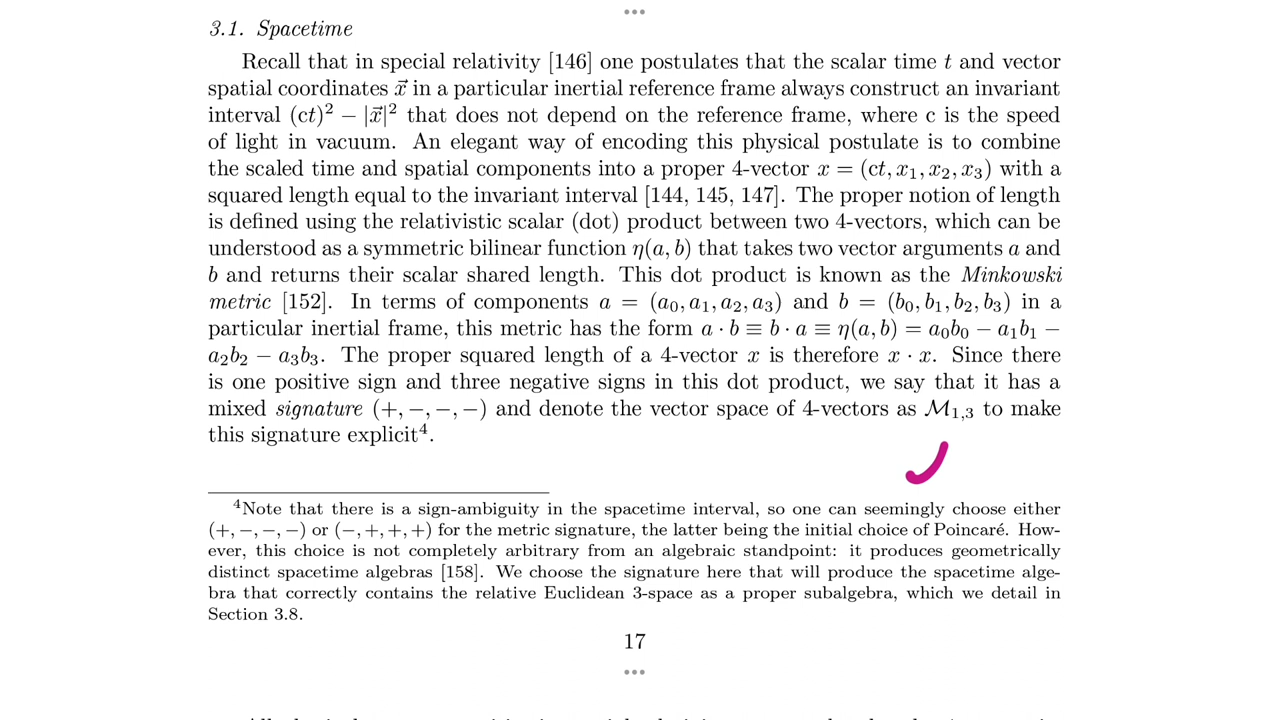 3.1. Spacetime
Recall that in special relativity [146] one postulates that the scalar time t and vector
spatial coordinates x⃗ in a particular inertial reference frame always construct an invariant
interval (ct)² − |x⃗|² that does not depend on the reference frame, where c is the speed
of light in vacuum. An elegant way of encoding this physical postulate is to combine
the scaled time and spatial components into a proper 4-vector x = (ct, x₁, x₂, x₃) with a
squared length equal to the invariant interval [144, 145, 147]. The proper notion of length
is defined using the relativistic scalar (dot) product between two 4-vectors, which can be
understood as a symmetric bilinear function η(a, b) that takes two vector arguments a and
b and returns their scalar shared length. This dot product is known as the Minkowski
metric [152]. In terms of components a = (a₀, a₁, a₂, a₃) and b = (b₀, b₁, b₂, b₃) in a
particular inertial frame, this metric has the form a · b ≡ b · a ≡ η(a, b) = a₀b₀ − a₁b₁ −
a₂b₂ − a₃b₃. The proper squared length of a 4-vector x is therefore x · x. Since there
is one positive sign and three negative signs in this dot product, we say that it has a
mixed signature (+, −, −, −) and denote the vector space of 4-vectors as ℳ₁,₃ to make
this signature explicit⁴.
⁴Note that there is a sign-ambiguity in the spacetime interval, so one can seemingly choose either
(+, −, −, −) or (−, +, +, +) for the metric signature, the latter being the initial choice of Poincaré. How-
ever, this choice is not completely arbitrary from an algebraic standpoint: it produces geometrically
distinct spacetime algebras [158]. We choose the signature here that will produce the spacetime alge-
bra that correctly contains the relative Euclidean 3-space as a proper subalgebra, which we detail in
Section 3.8.
17